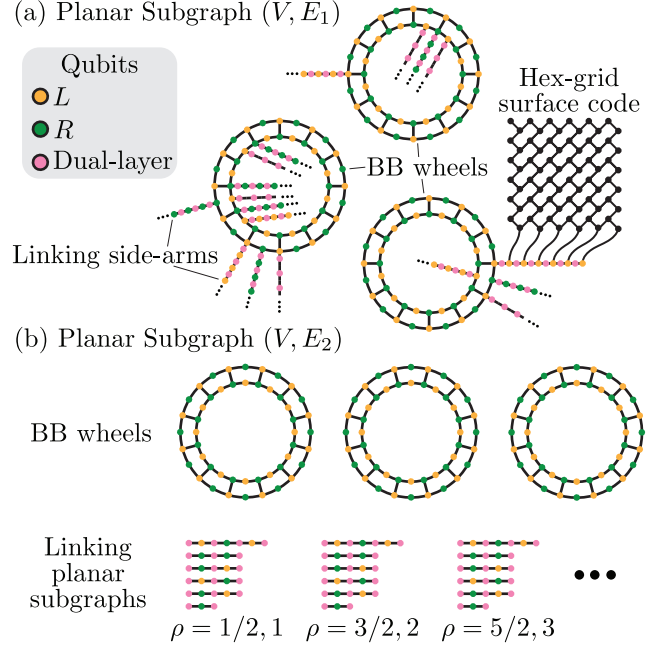 (a) Planar Subgraph (V, E₁)
Qubits
L
R
Dual-layer
Hex-grid
surface code
BB wheels
Linking side-arms
(b) Planar Subgraph (V, E₂)
BB wheels
Linking
planar
subgraphs
ρ = 1/2, 1
ρ = 3/2, 2
ρ = 5/2, 3